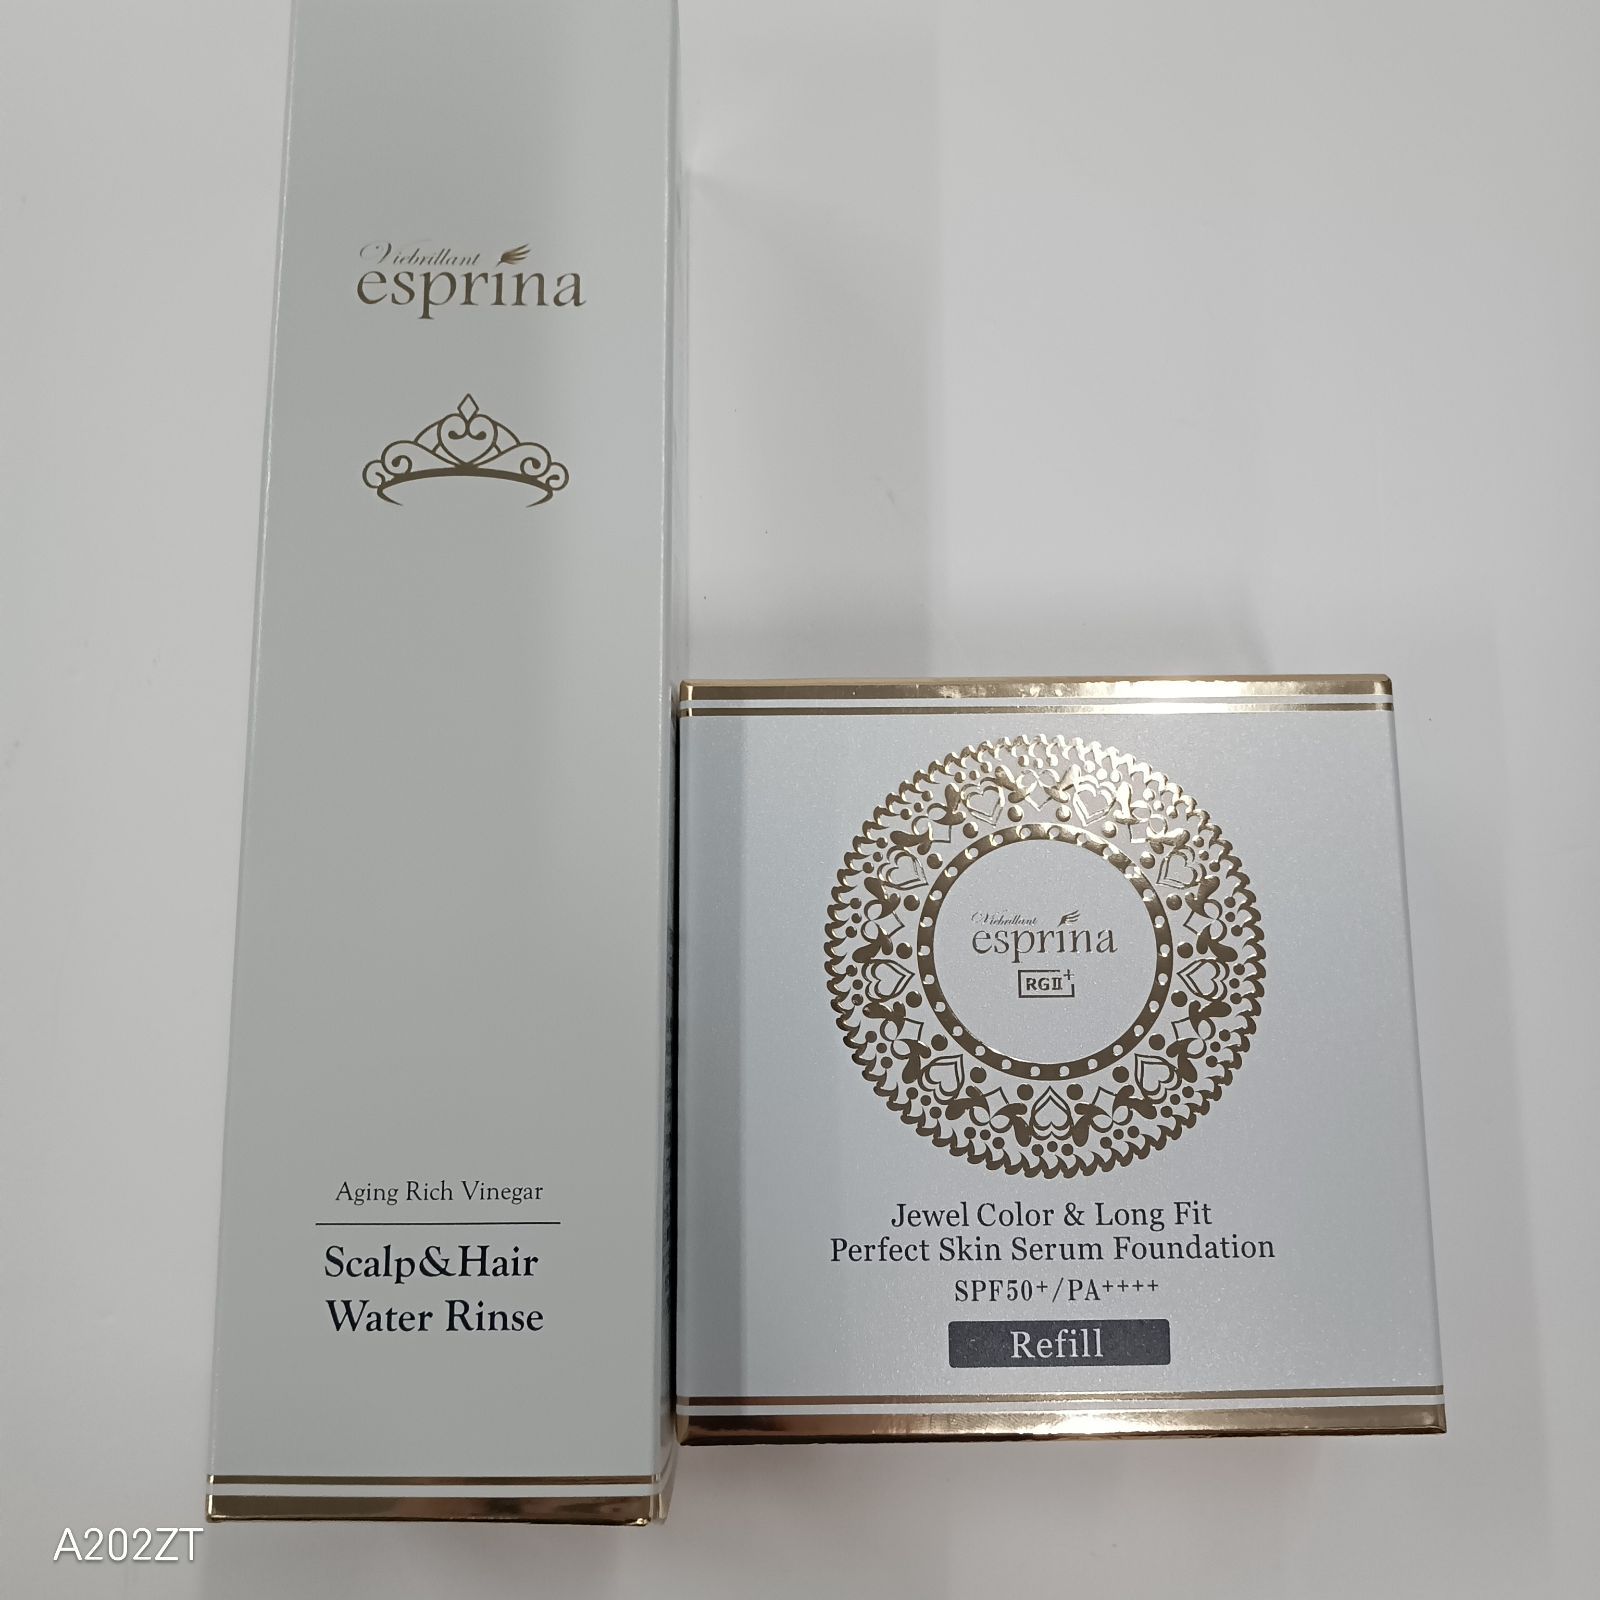 Viebrillant
esprina
Aging Rich Vinegar
Scalp&Hair
Water Rinse
Viebrillant
esprina
RGⅡ+
Jewel Color & Long Fit
Perfect Skin Serum Foundation
SPF50+/PA++++
Refill
A202ZT